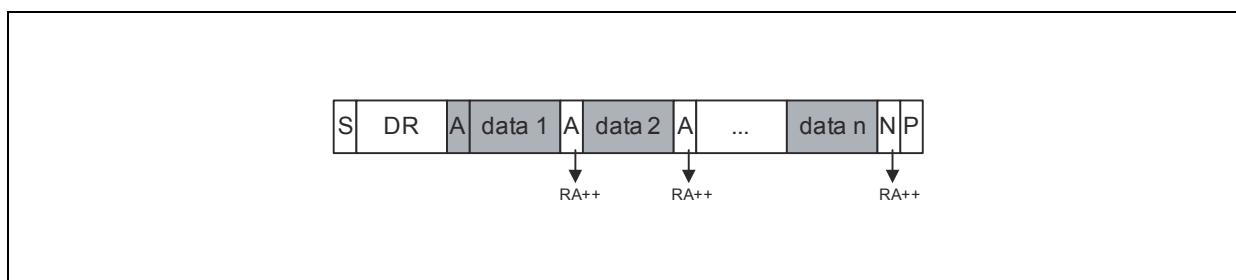 S DR A data 1 A data 2 A ... data n N P
RA++ RA++ RA++